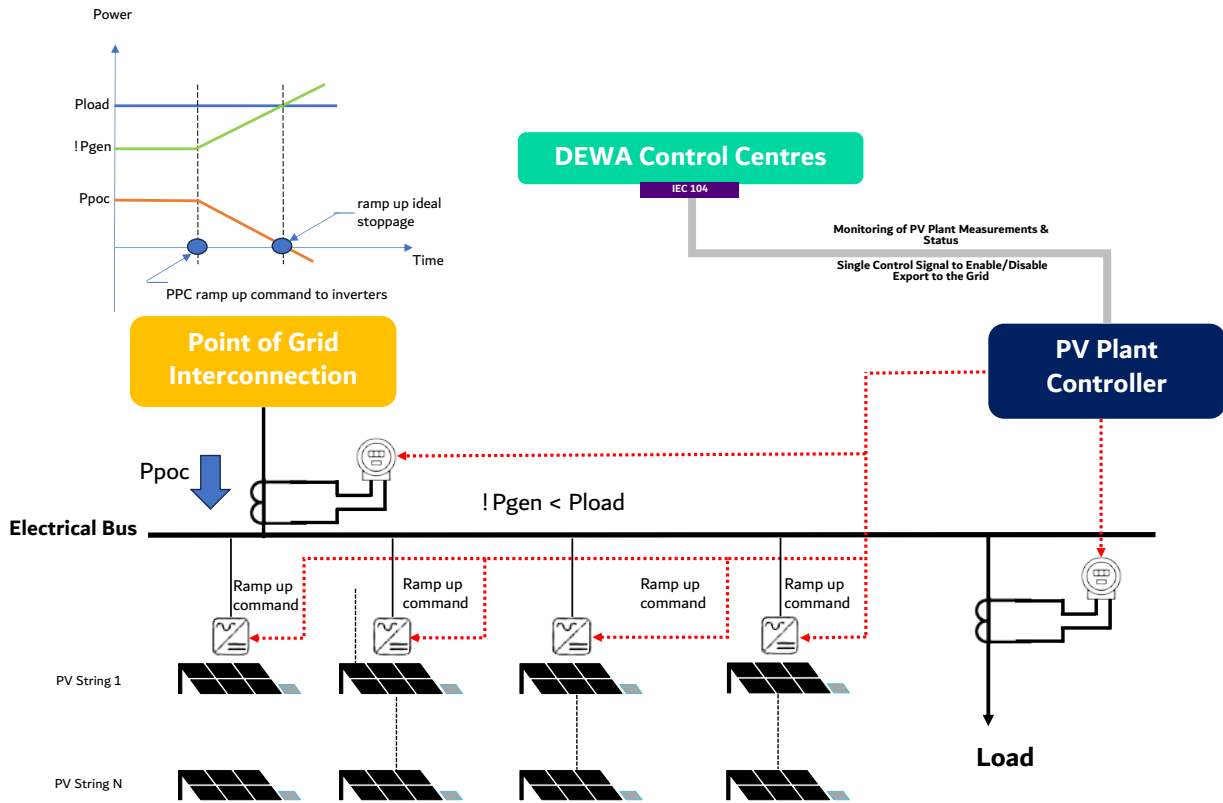 Power
Pload
!Pgen
Ppoc
ramp up ideal
stoppage
Time
PPC ramp up command to inverters
DEWA Control Centres
IEC 104
Monitoring of PV Plant Measurements &
Status
Single Control Signal to Enable/Disable
Export to the Grid
Point of Grid
Interconnection
PV Plant
Controller
Ppoc
!Pgen < Pload
Electrical Bus
Ramp up
command
Ramp up
command
Ramp up
command
Ramp up
command
PV String 1
Load
PV String N